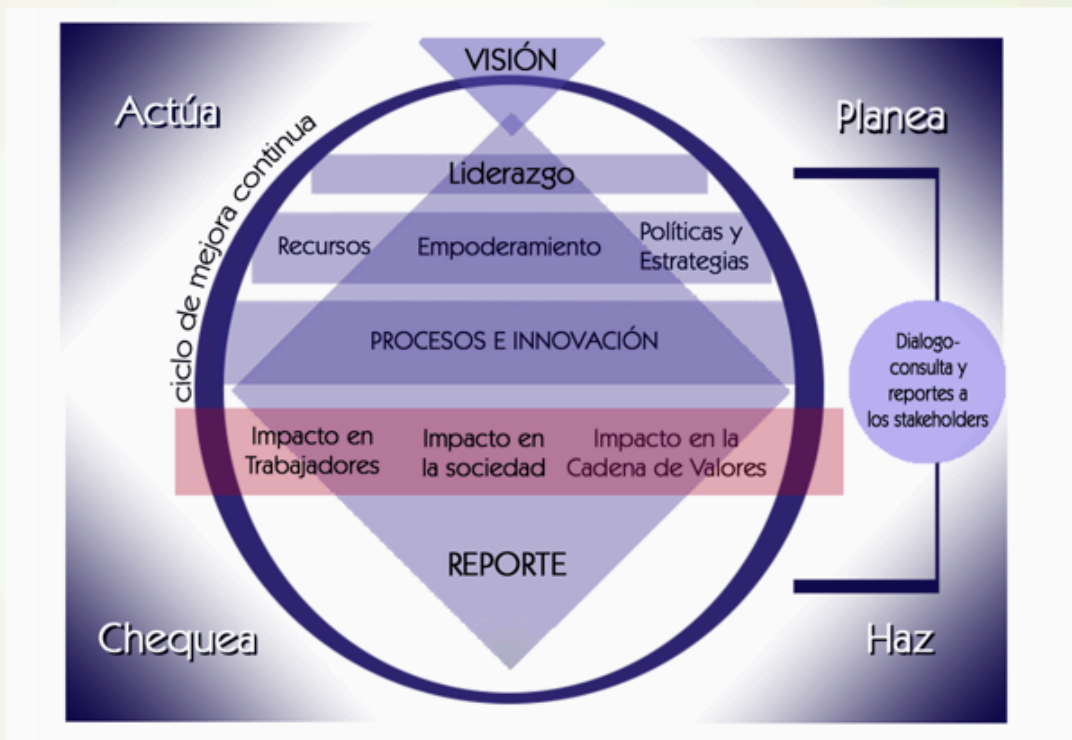 VISIÓN
Actúa
Planea
ciclo de mejora continua
Liderazgo
Recursos
Empoderamiento
Políticas y
Estrategias
PROCESOS E INNOVACIÓN
Dialogo-
consulta y
reportes a
los stakeholders
Impacto en
Trabajadores
Impacto en
la sociedad
Impacto en la
Cadena de Valores
REPORTE
Chequea
Haz